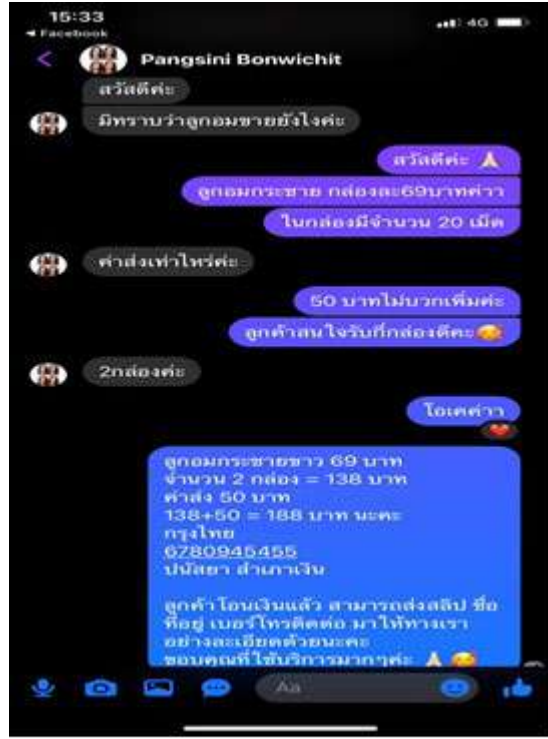 15:33
4G
Facebook
Pangsini Bonwichit
สวัสดีค่ะ
มิทราบว่าลูกอมขายยังไงค่ะ
สวัสดีค่ะ 🙏
ลูกอมกระชาย กล่องละ69บาทค่าา
ในกล่องมีจำนวน 20 เม็ด
ค่าส่งเท่าไหร่ค่ะ
50 บาทไม่บวกเพิ่มค่ะ
ลูกค้าสนใจรับกี่กล่องดีคะ🥰
2กล่องค่ะ
โอเคค่าา
ลูกอมกระชายขาว 69 บาท
จำนวน 2 กล่อง = 138 บาท
ค่าส่ง 50 บาท
138+50 = 188 บาท นะคะ
กรุงไทย
6780945455
ปนัสยา สำเภาเงิน
ลูกค้าโอนเงินแล้ว สามารถส่งสลิป ชื่อ
ที่อยู่ เบอร์โทรติดต่อ มาให้ทางเรา
อย่างละเอียดด้วยนะคะ
ขอบคุณที่ใช้บริการมากๆค่ะ 🙏🥰
Aa